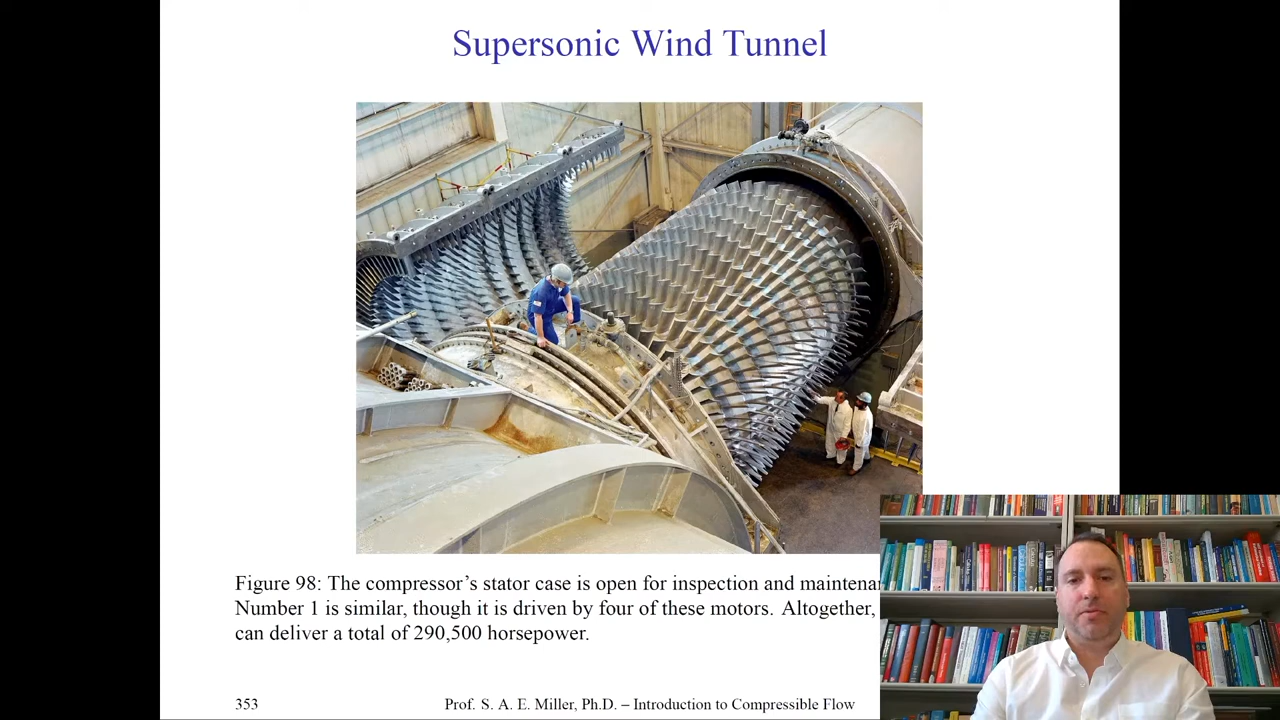 Supersonic Wind Tunnel
Figure 98: The compressor's stator case is open for inspection and
Number 1 is similar, though it is driven by four of these motors. Altogether,
can deliver a total of 290,500 horsepower.
353 Prof. S. A. E. Miller, Ph.D. – Introduction to Compressible Flow